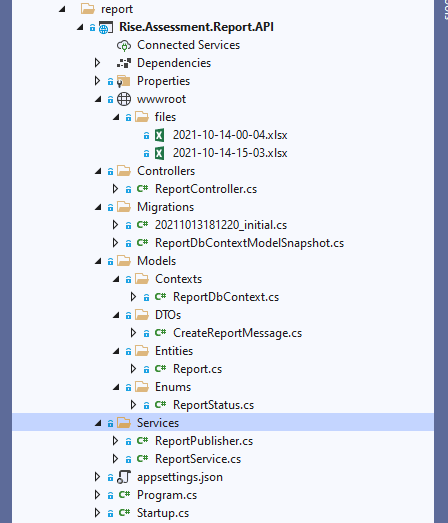 report
Rise.Assessment.Report.API
Connected Services
Dependencies
Properties
wwwroot
files
2021-10-14-00-04.xlsx
2021-10-14-15-03.xlsx
Controllers
C# ReportController.cs
Migrations
C# 20211013181220_initial.cs
C# ReportDbContextModelSnapshot.cs
Models
Contexts
C# ReportDbContext.cs
DTOs
C# CreateReportMessage.cs
Entities
C# Report.cs
Enums
C# ReportStatus.cs
Services
C# ReportPublisher.cs
C# ReportService.cs
appsettings.json
C# Program.cs
C# Startup.cs